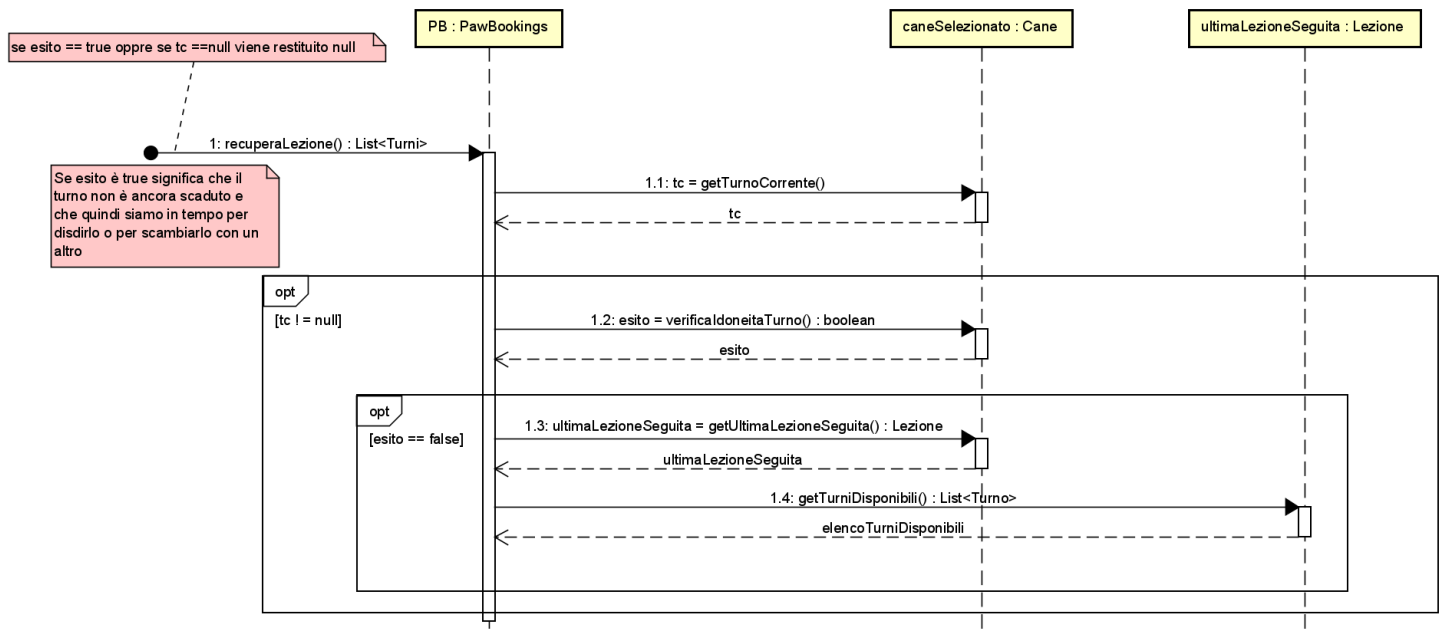 PB : PawBookings
caneSelezionato : Cane
ultimaLezioneSeguita : Lezione
se esito == true oppre se tc ==null viene restituito null
1: recuperaLezione() : List<Turni>
Se esito è true significa che il
turno non è ancora scaduto e
che quindi siamo in tempo per
disdirlo o per scambiarlo con un
altro
1.1: tc = getTurnoCorrente()
tc
opt
[tc ! = null]
1.2: esito = verificaIdoneitaTurno() : boolean
esito
opt
[esito == false]
1.3: ultimaLezioneSeguita = getUltimaLezioneSeguita() : Lezione
ultimaLezioneSeguita
1.4: getTurniDisponibili() : List<Turno>
elencoTurniDisponibili